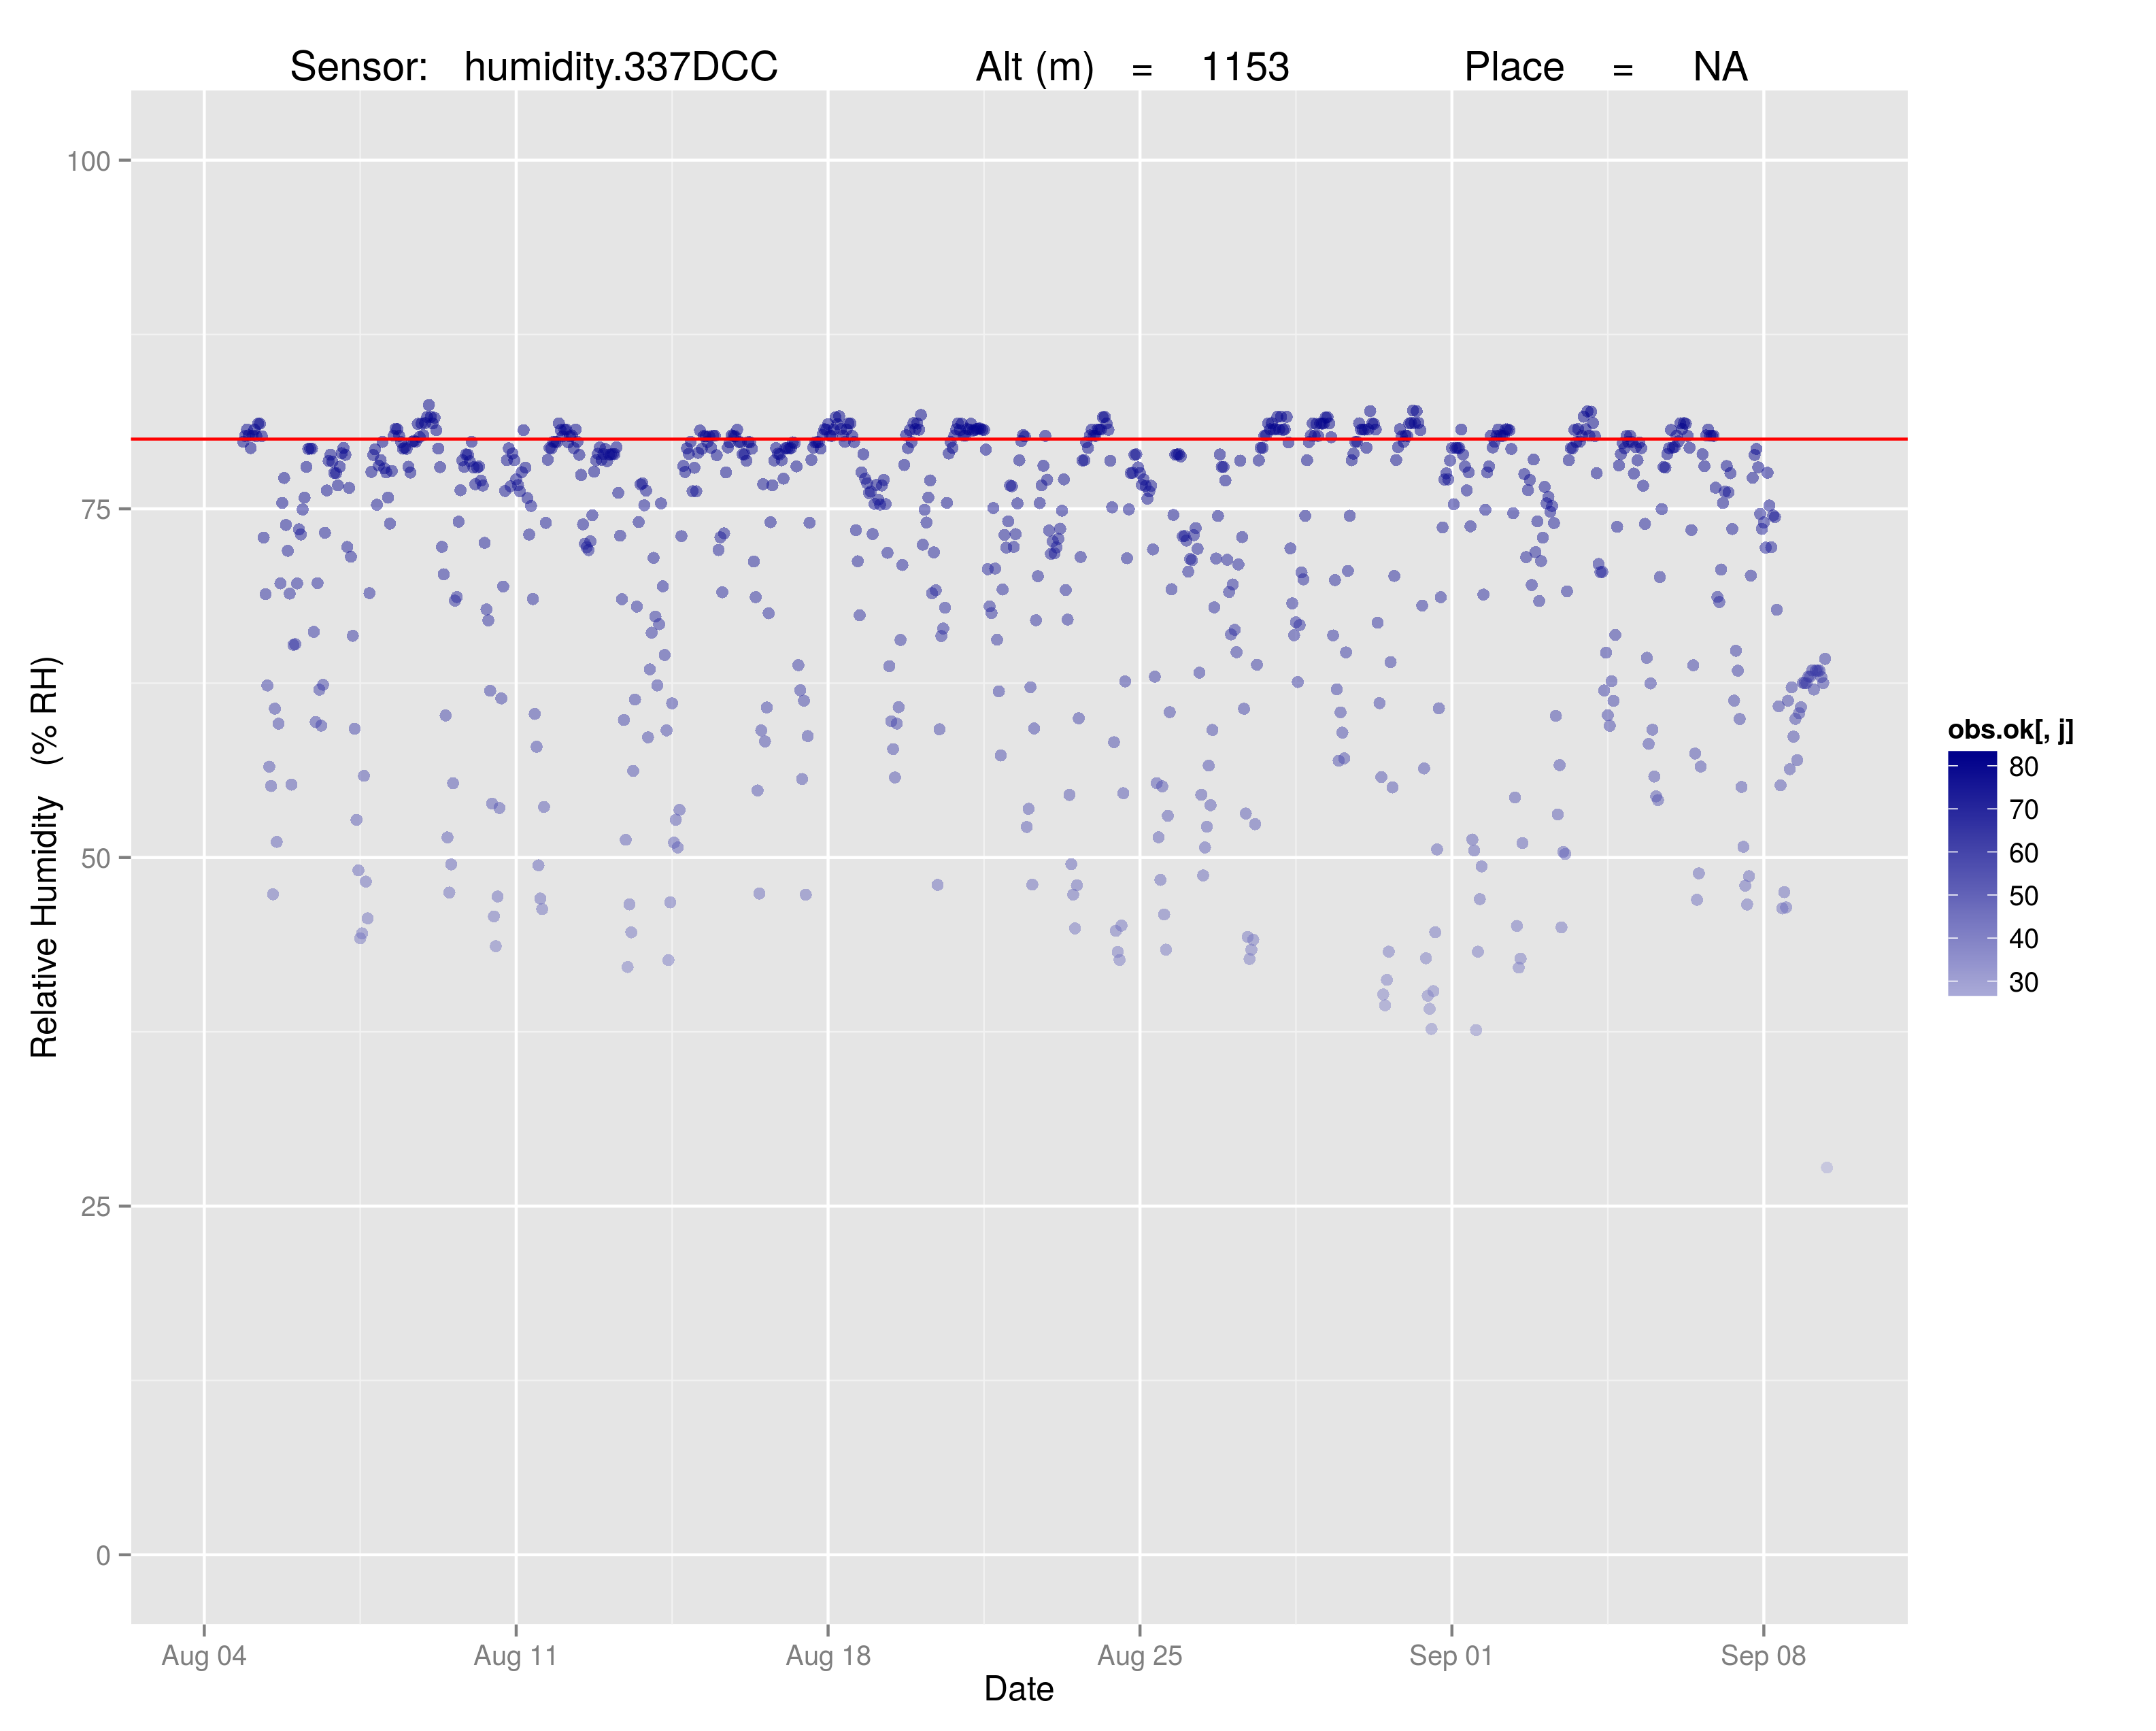 Sensor: humidity.337DCC Alt (m) = 1153 Place = NA
100
75
50
25
0
Relative Humidity (% RH)
Aug 04 Aug 11 Aug 18 Aug 25 Sep 01 Sep 08
Date
obs.ok[, j]
80
70
60
50
40
30